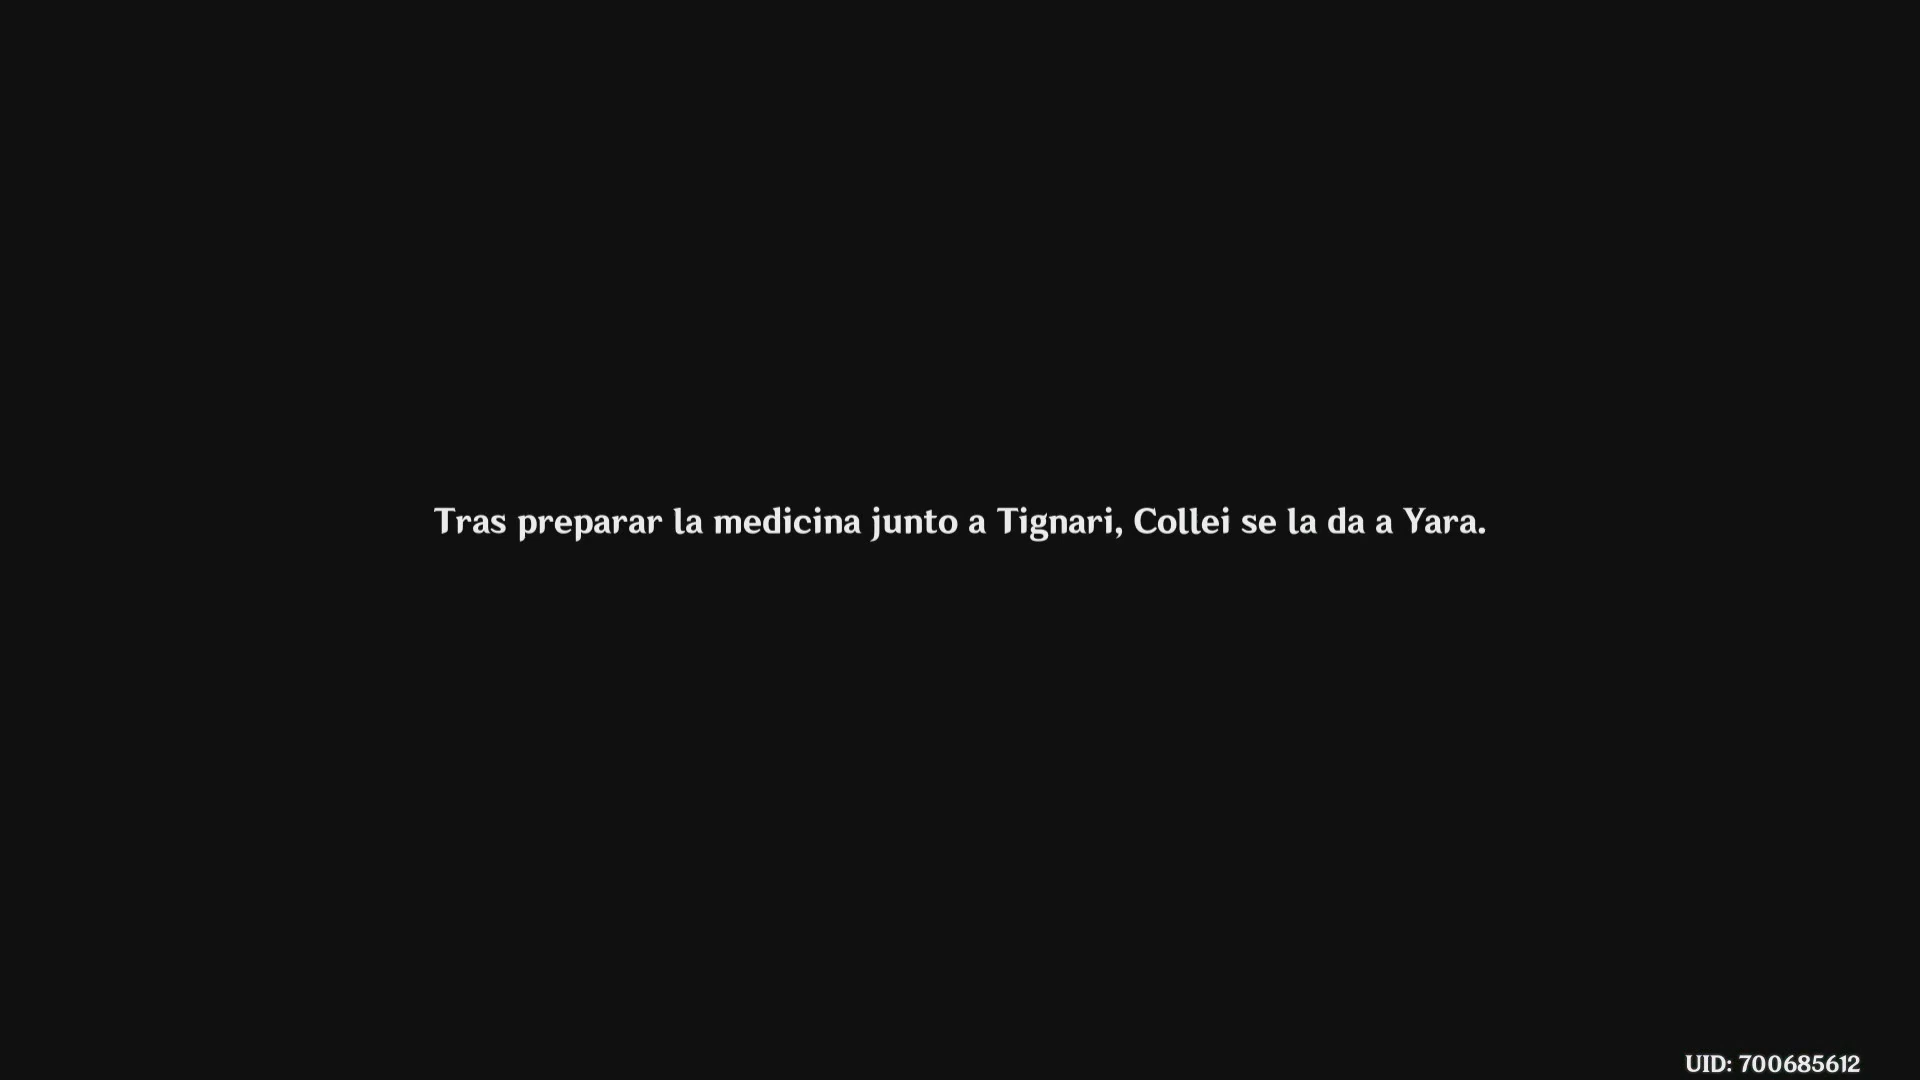 Tras preparar la medicina junto a Tignari, Collei se la da a Yara.
UID: 700685612